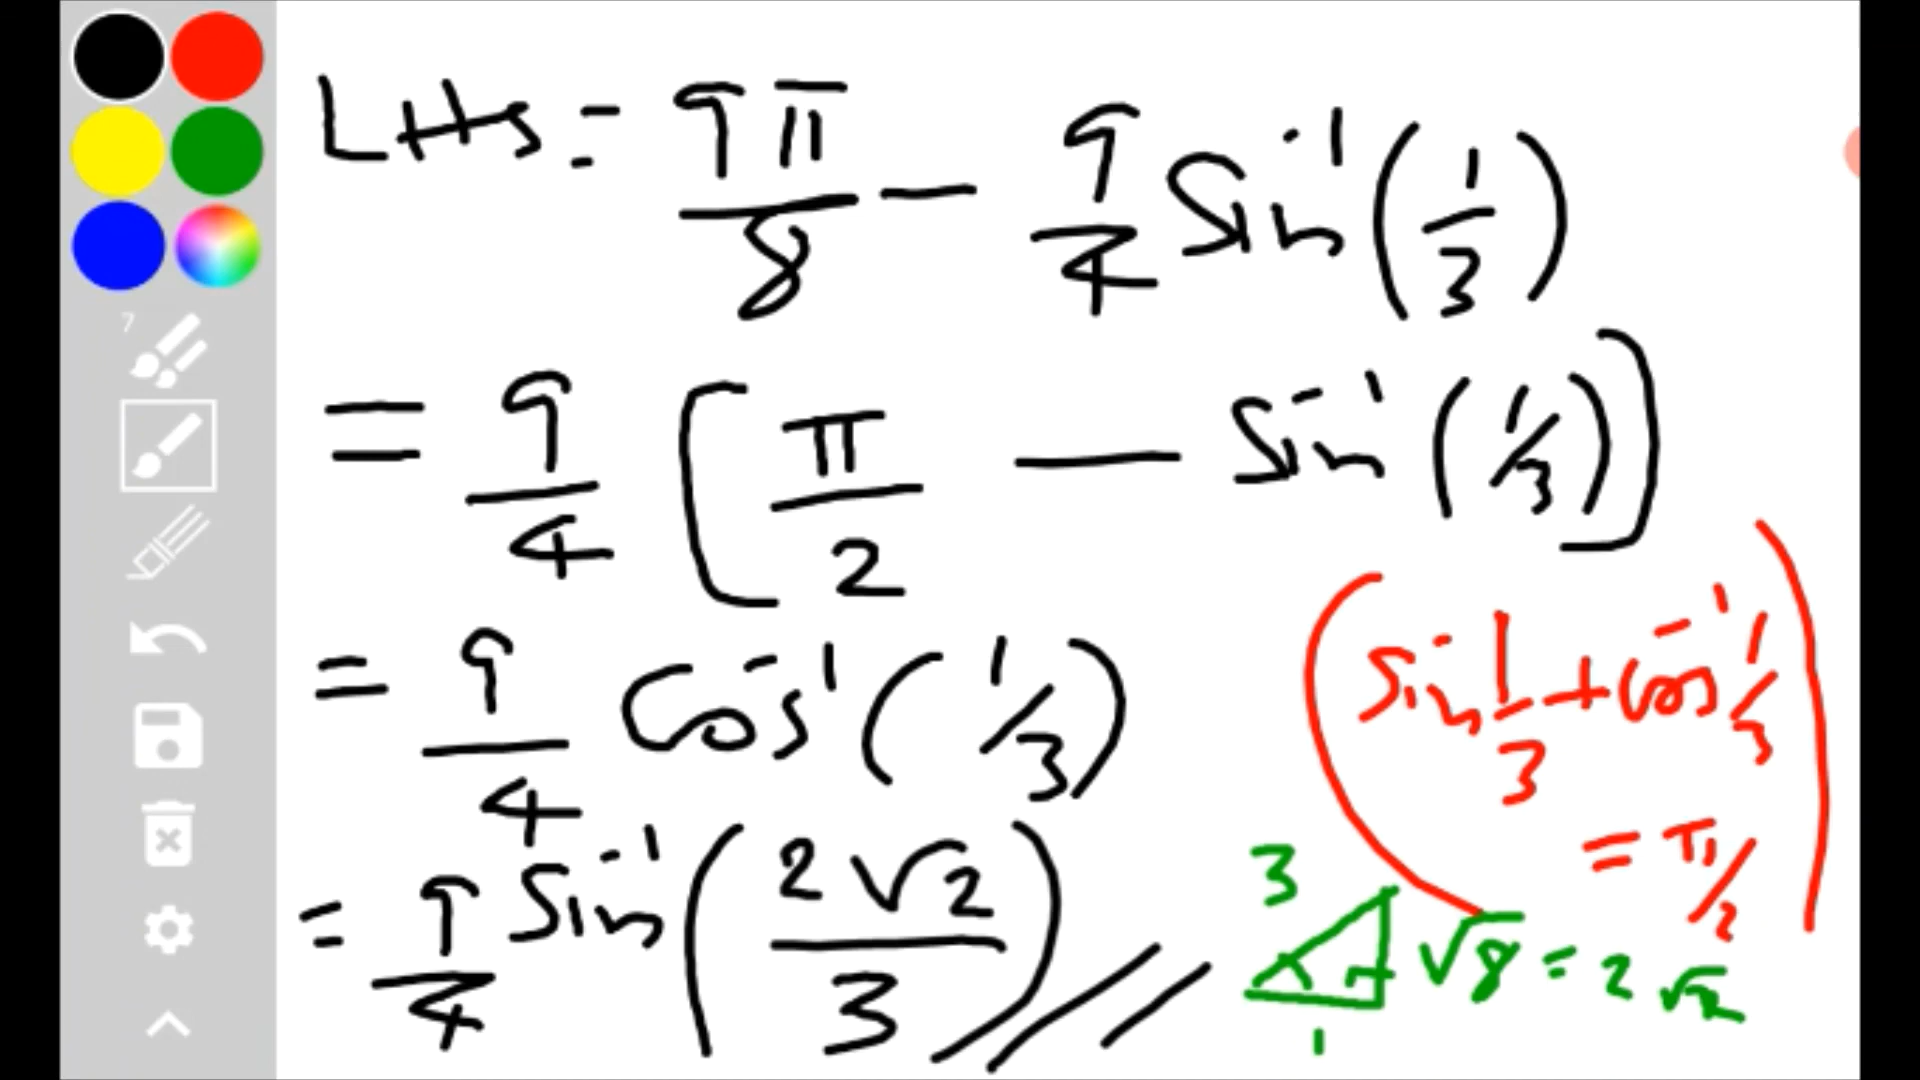 7
LHS = 9π/8 - 9/4 Sin⁻¹(1/3)
= 9/4 [π/2 - Sin⁻¹(1/3)]
= 9/4 Cos⁻¹(1/3)
(Sin⁻¹ 1/3 + Cos⁻¹ 1/3
= π/2)
= 9/4 Sin⁻¹(2√2/3)//
3
√8 = 2√2
1